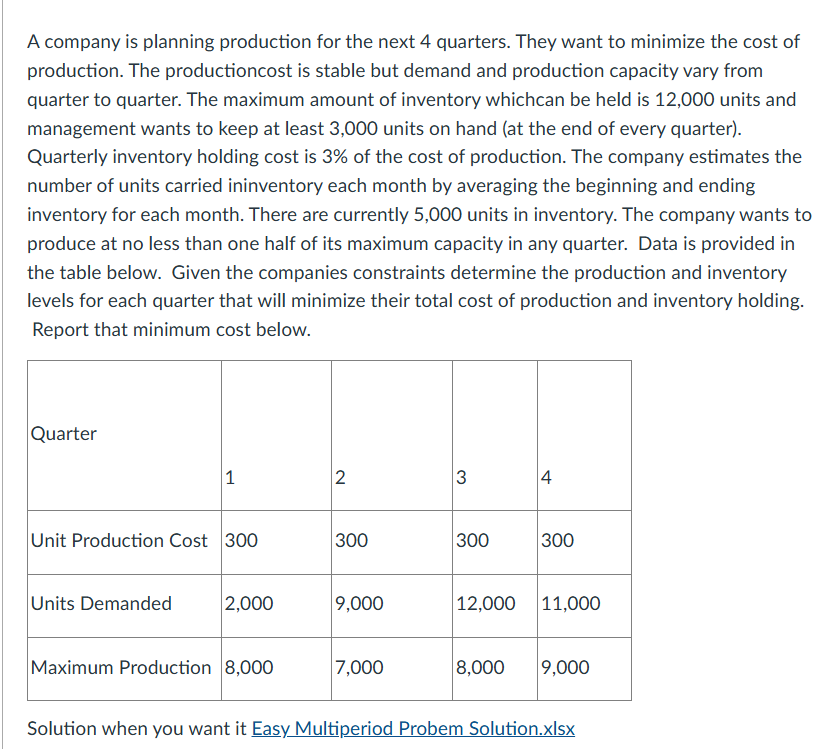 A company is planning production for the next 4 quarters. They want to minimize the cost of
production. The productioncost is stable but demand and production capacity vary from
quarter to quarter. The maximum amount of inventory whichcan be held is 12,000 units and
management wants to keep at least 3,000 units on hand (at the end of every quarter).
Quarterly inventory holding cost is 3% of the cost of production. The company estimates the
number of units carried ininventory each month by averaging the beginning and ending
inventory for each month. There are currently 5,000 units in inventory. The company wants to
produce at no less than one half of its maximum capacity in any quarter. Data is provided in
the table below. Given the companies constraints determine the production and inventory
levels for each quarter that will minimize their total cost of production and inventory holding.
Report that minimum cost below.
Quarter 1 2 3 4
Unit Production Cost 300 300 300 300
Units Demanded 2,000 9,000 12,000 11,000
Maximum Production 8,000 7,000 8,000 9,000
Solution when you want it Easy Multiperiod Probem Solution.xlsx